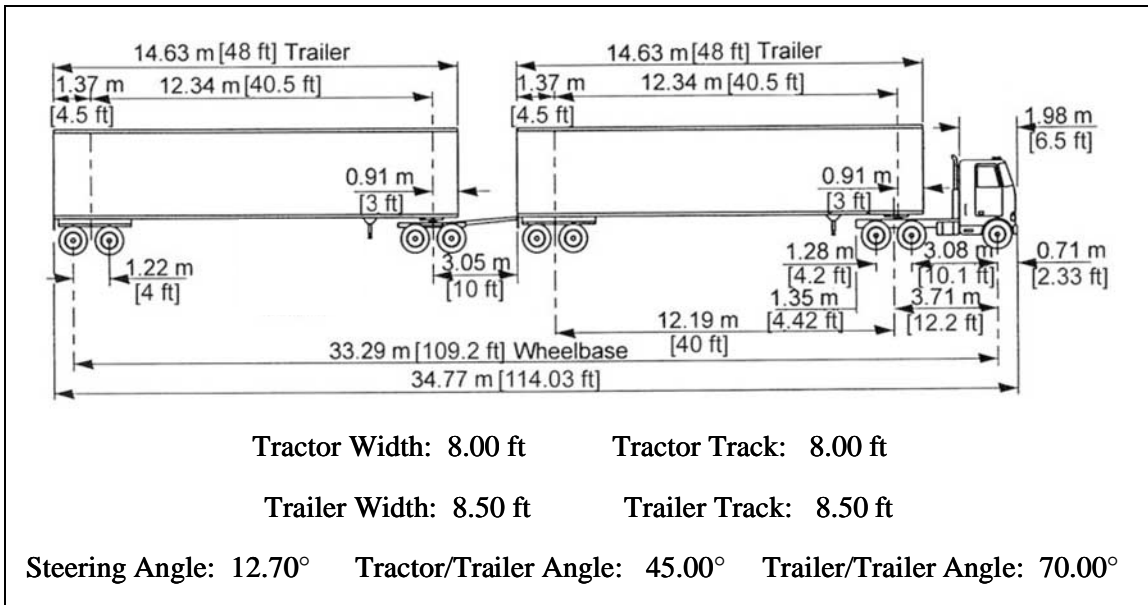 14.63 m [48 ft] Trailer 14.63 m [48 ft] Trailer
1.37 m 12.34 m [40.5 ft] 1.37 m 12.34 m [40.5 ft]
[4.5 ft] [4.5 ft]
1.98 m
[6.5 ft]
0.91 m 0.91 m
[3 ft] [3 ft]
1.22 m 3.05 m 1.28 m 3.08 m 0.71 m
[4 ft] [10 ft] [4.2 ft] [10.1 ft] [2.33 ft]
1.35 m 3.71 m
12.19 m [4.42 ft] [12.2 ft]
33.29 m [109.2 ft] Wheelbase [40 ft]
34.77 m [114.03 ft]
Tractor Width: 8.00 ft Tractor Track: 8.00 ft
Trailer Width: 8.50 ft Trailer Track: 8.50 ft
Steering Angle: 12.70° Tractor/Trailer Angle: 45.00° Trailer/Trailer Angle: 70.00°